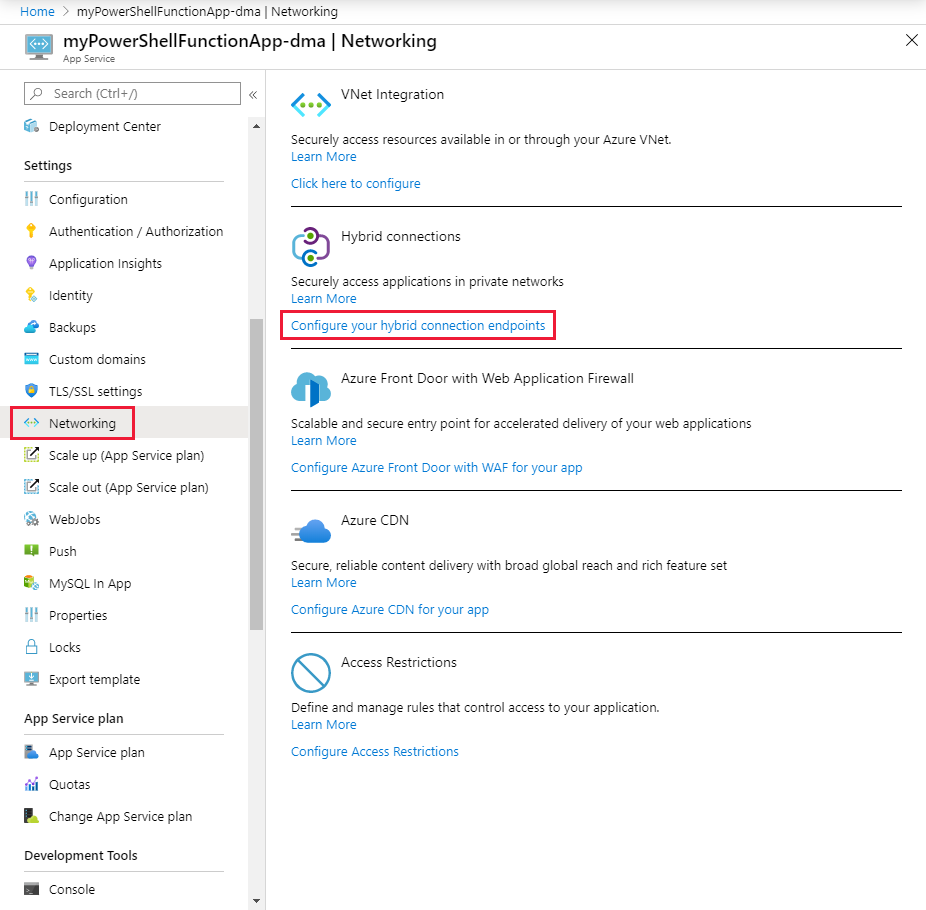 Home > myPowerShellFunctionApp-dma | Networking
myPowerShellFunctionApp-dma | Networking
App Service
Search (Ctrl+/)
Deployment Center
Settings
Configuration
Authentication / Authorization
Application Insights
Identity
Backups
Custom domains
TLS/SSL settings
Networking
Scale up (App Service plan)
Scale out (App Service plan)
WebJobs
Push
MySQL In App
Properties
Locks
Export template
App Service plan
App Service plan
Quotas
Change App Service plan
Development Tools
Console
VNet Integration
Securely access resources available in or through your Azure VNet.
Learn More
Click here to configure
Hybrid connections
Securely access applications in private networks
Learn More
Configure your hybrid connection endpoints
Azure Front Door with Web Application Firewall
Scalable and secure entry point for accelerated delivery of your web applications
Learn More
Configure Azure Front Door with WAF for your app
Azure CDN
Secure, reliable content delivery with broad global reach and rich feature set
Learn More
Configure Azure CDN for your app
Access Restrictions
Define and manage rules that control access to your application.
Learn More
Configure Access Restrictions